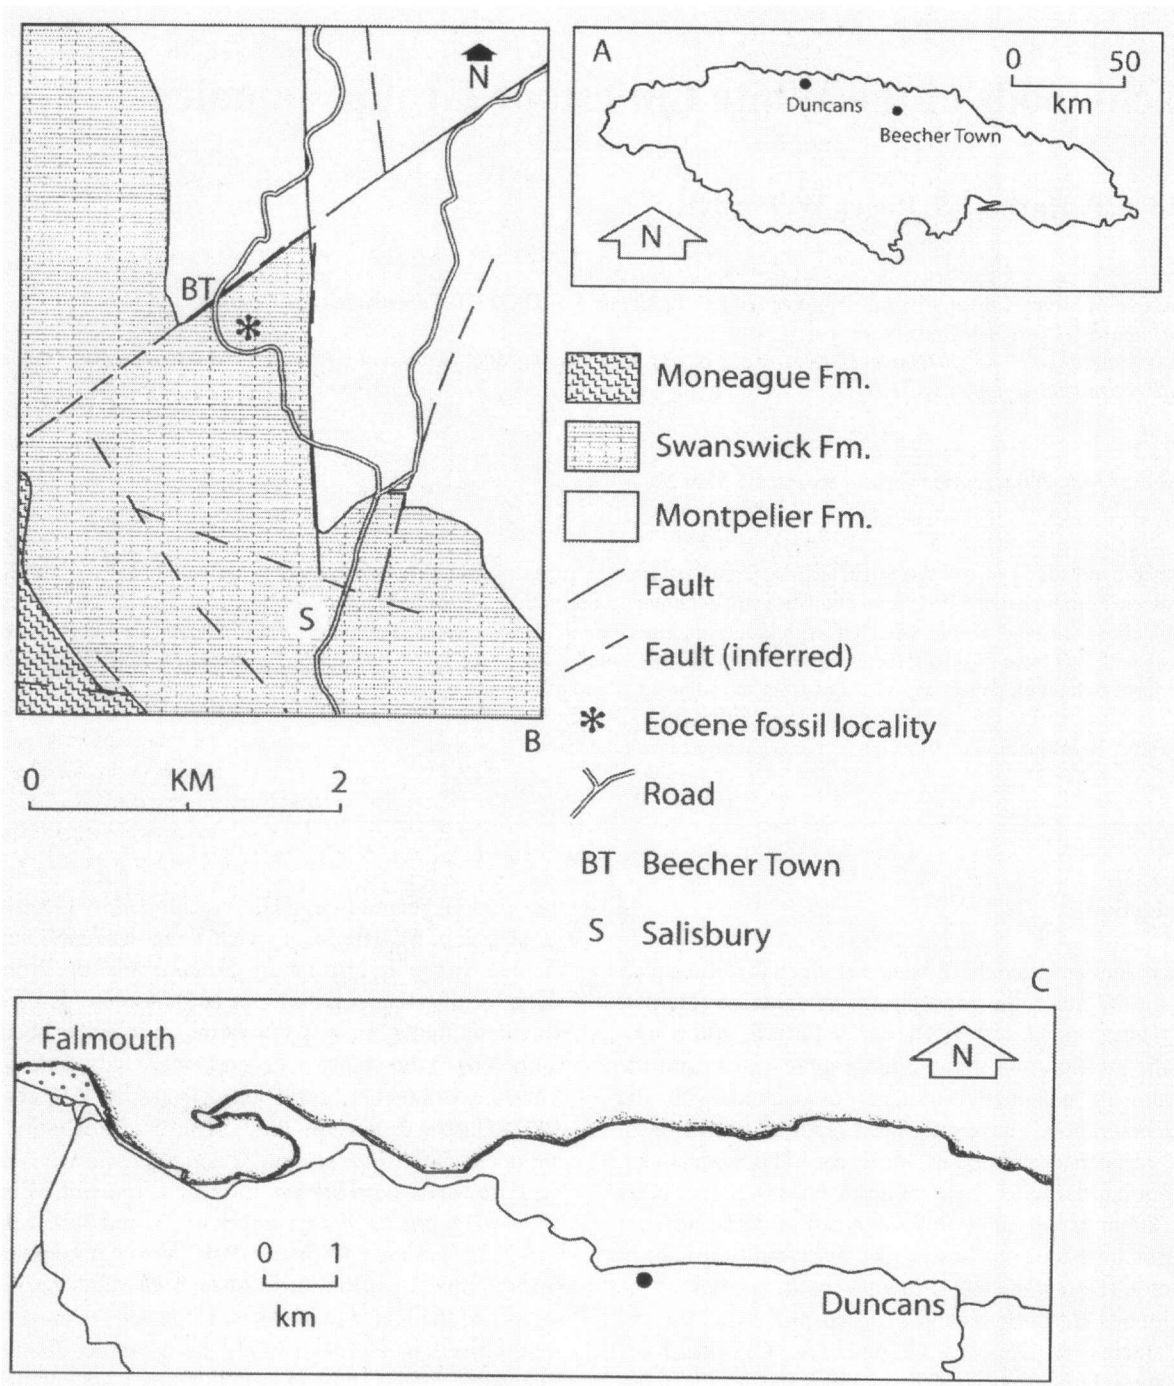 N
BT
S
B
0 KM 2
A
0 50
km
Duncans
Beecher Town
N
Moneague Fm.
Swanswick Fm.
Montpelier Fm.
Fault
Fault (inferred)
Eocene fossil locality
Road
BT Beecher Town
S Salisbury
C
Falmouth
N
0 1
km
Duncans